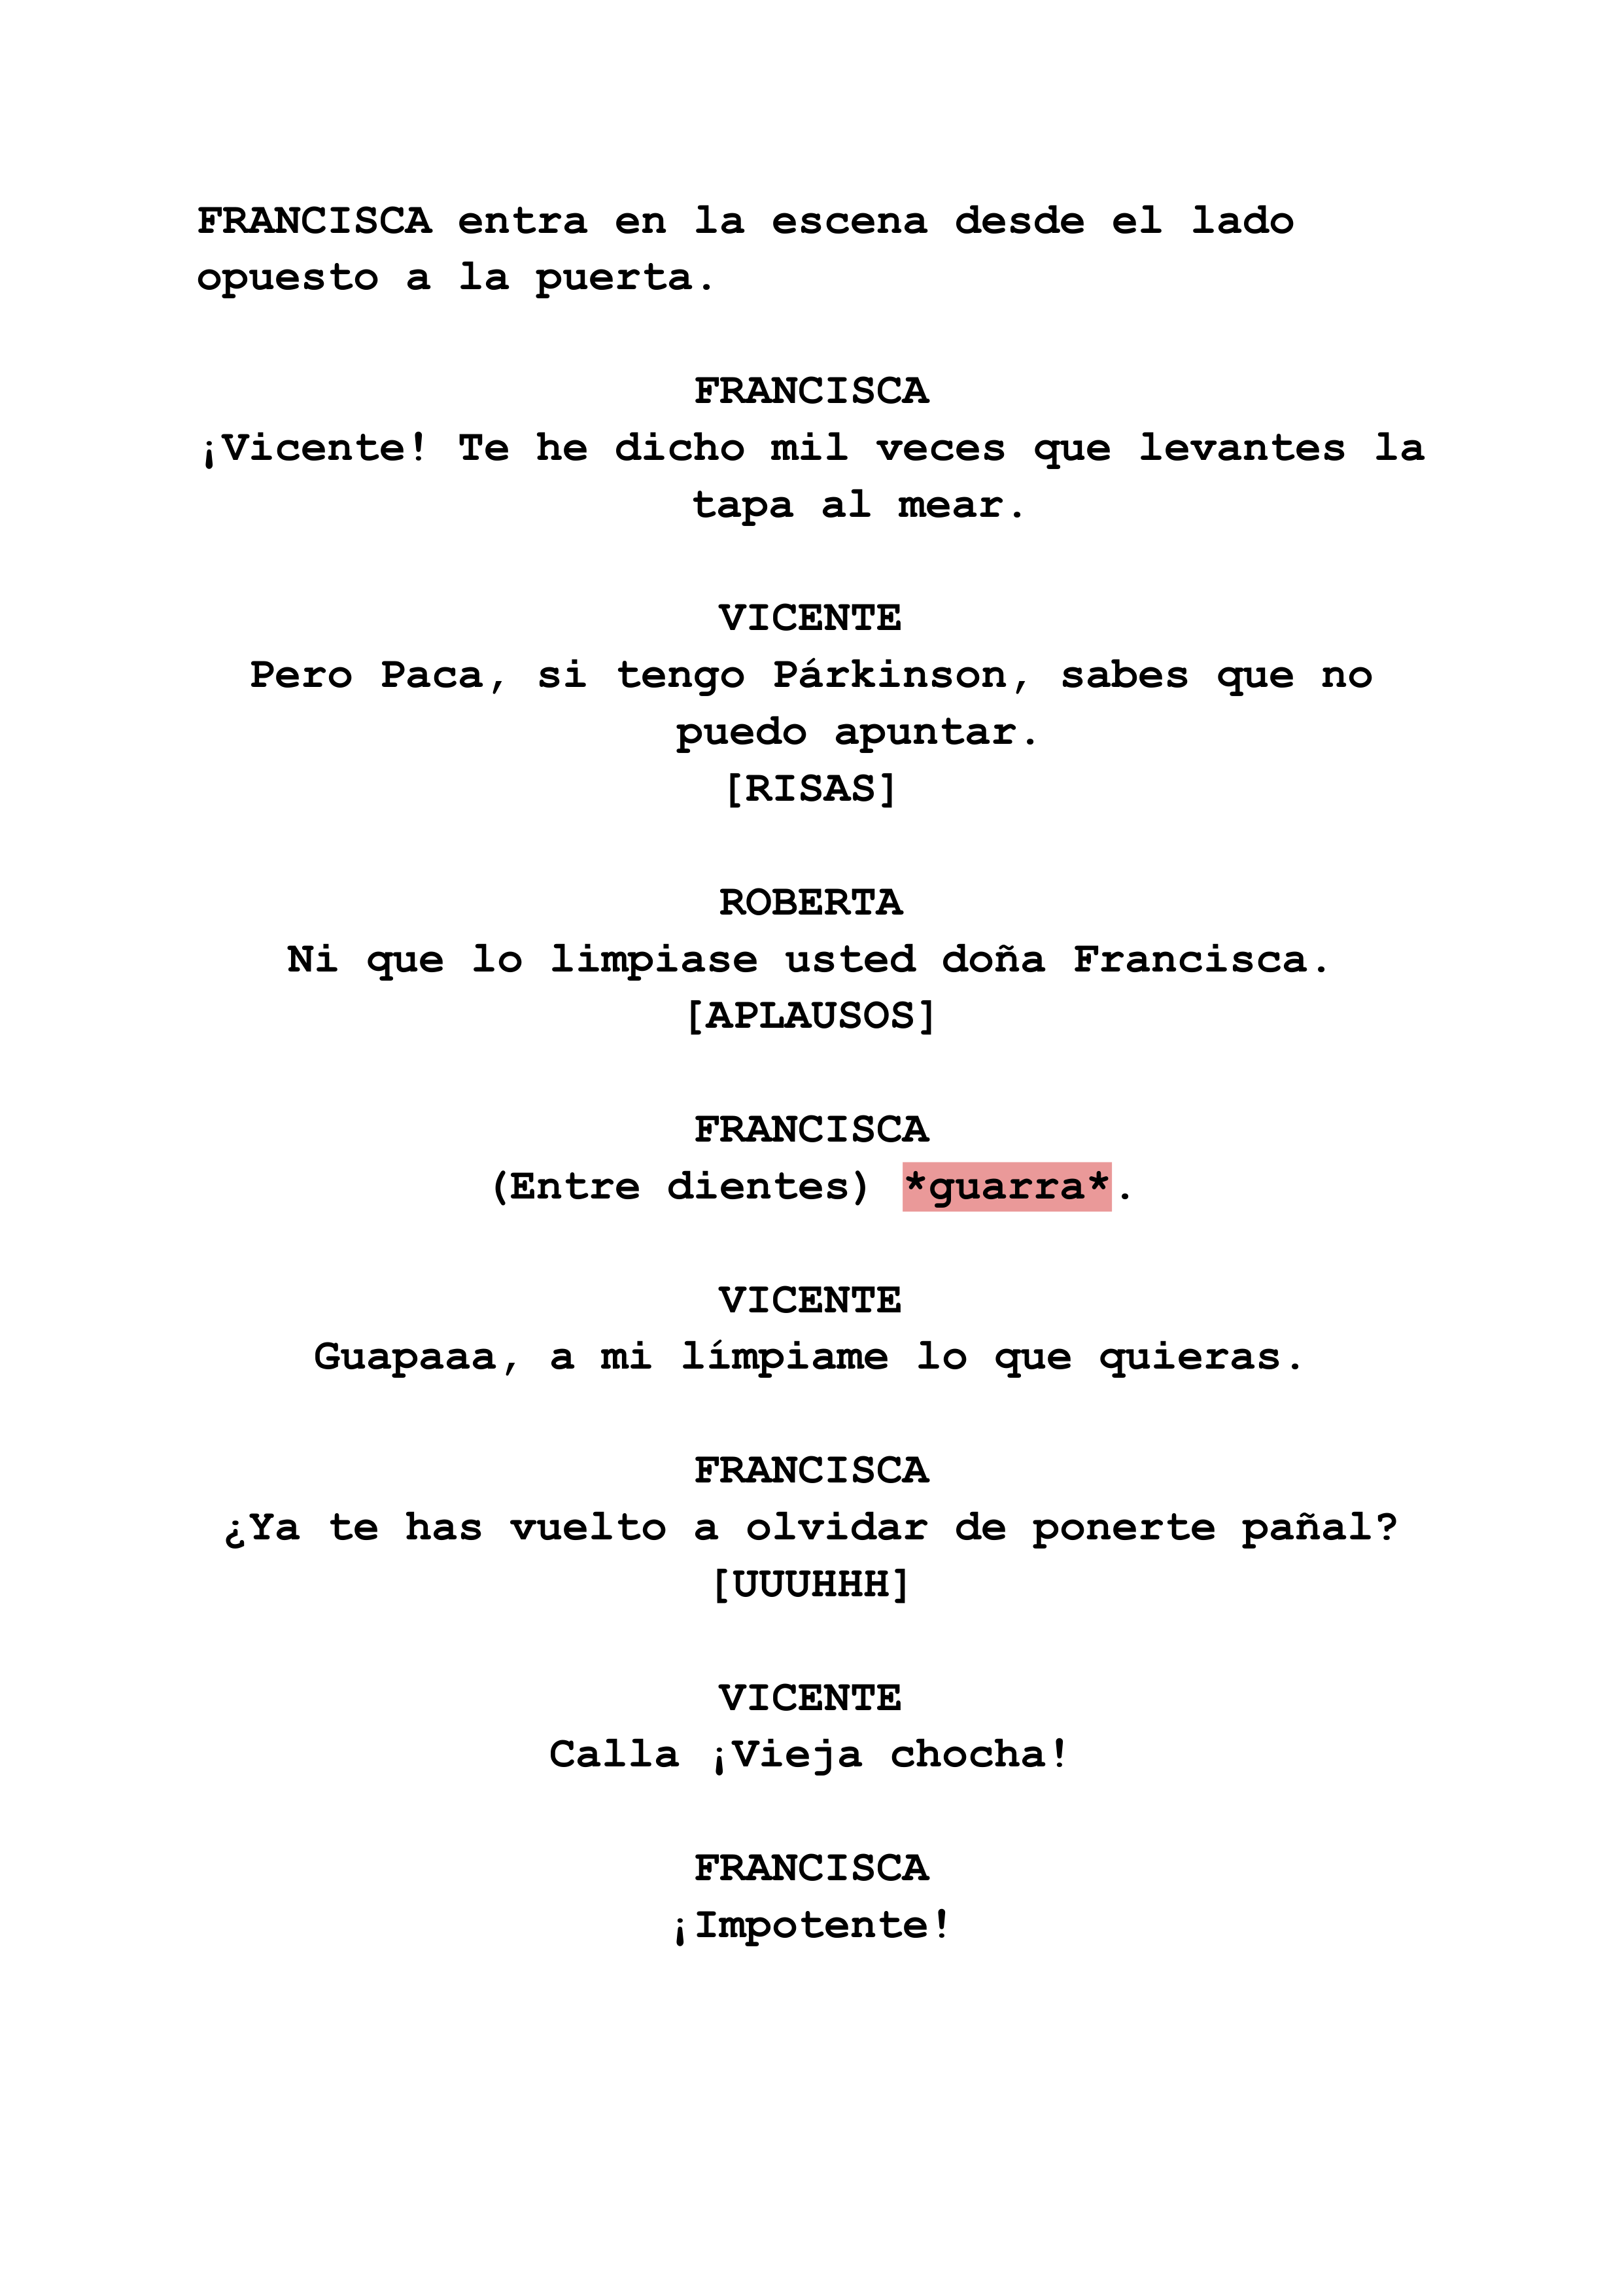 FRANCISCA entra en la escena desde el lado
opuesto a la puerta.
FRANCISCA
¡Vicente! Te he dicho mil veces que levantes la
tapa al mear.
VICENTE
Pero Paca, si tengo Párkinson, sabes que no
puedo apuntar.
[RISAS]
ROBERTA
Ni que lo limpiase usted doña Francisca.
[APLAUSOS]
FRANCISCA
(Entre dientes) *guarra*.
VICENTE
Guapaaa, a mi límpiame lo que quieras.
FRANCISCA
¿Ya te has vuelto a olvidar de ponerte pañal?
[UUUHHH]
VICENTE
Calla ¡Vieja chocha!
FRANCISCA
¡Impotente!